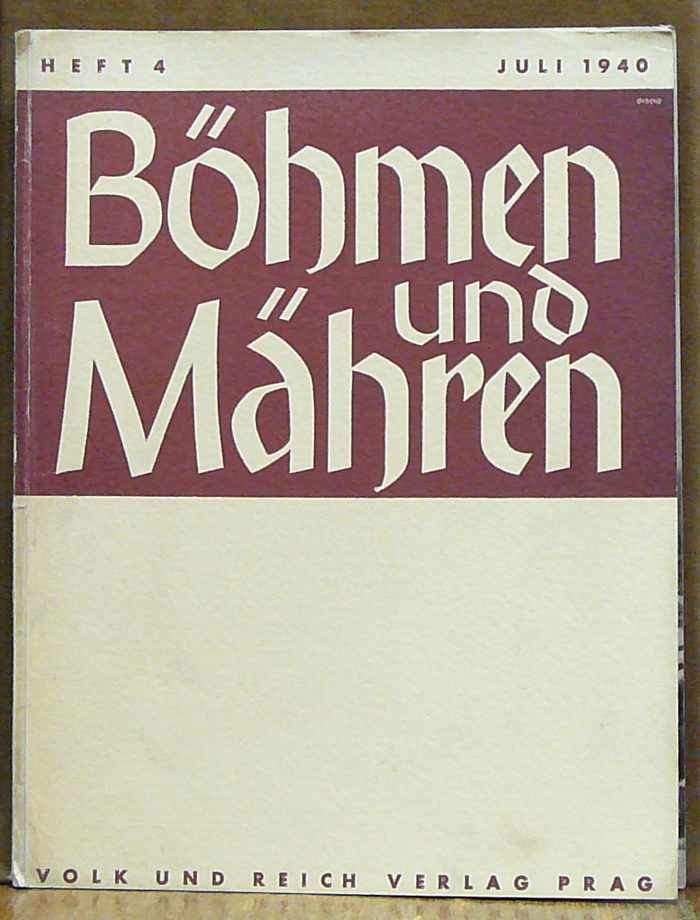 HEFT 4
JULI 1940
Böhmen
und
Mähren
VOLK UND REICH VERLAG PRAG